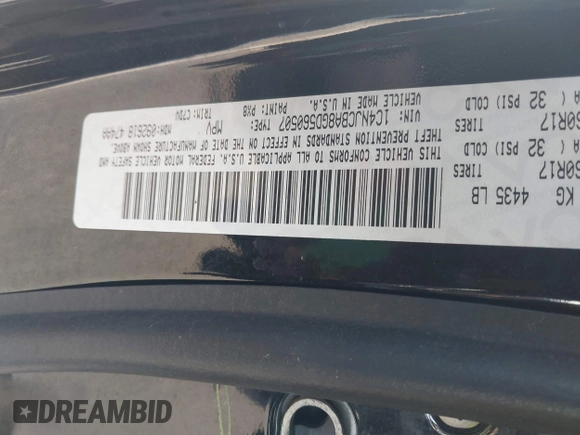 KG 4435 LB
60R17 TIRES
A ( 32 PSI) COLD
60R17 TIRES
A ( 32 PSI) COLD
THIS VEHICLE CONFORMS TO ALL APPLICABLE U.S.A. FEDERAL MOTOR VEHICLE SAFETY AND
THEFT PREVENTION STANDARDS IN EFFECT ON THE DATE OF MANUFACTURE SHOWN ABOVE.
VIN: 1C4NJCBA8GD560507 TYPE: MPV MDH:092618 474AA
VEHICLE MADE IN U.S.A. PAINT: PX8 TRIM: C7DV
DREAMBID